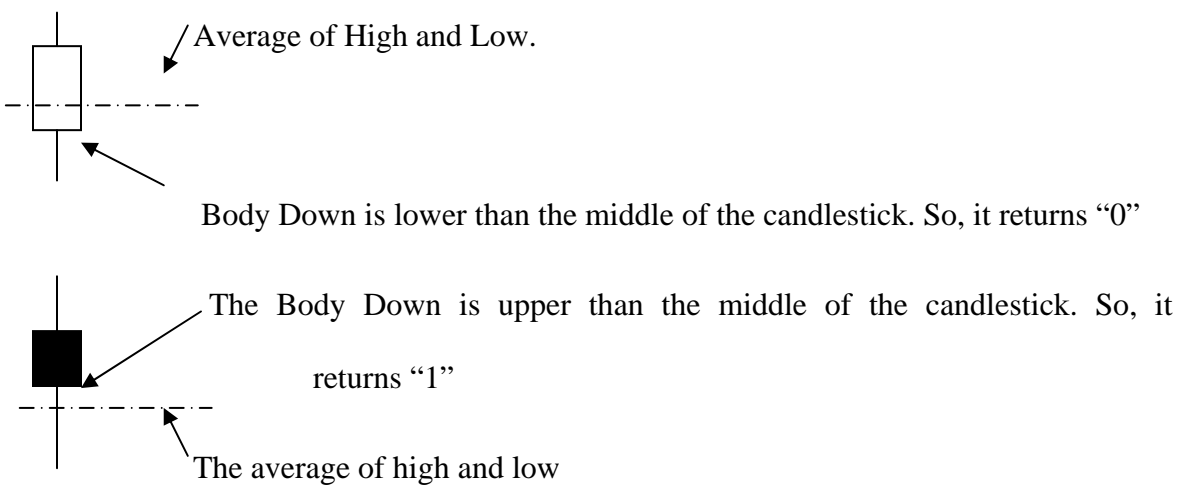 Average of High and Low.
Body Down is lower than the middle of the candlestick. So, it returns “0”
The Body Down is upper than the middle of the candlestick. So, it
returns “1”
The average of high and low